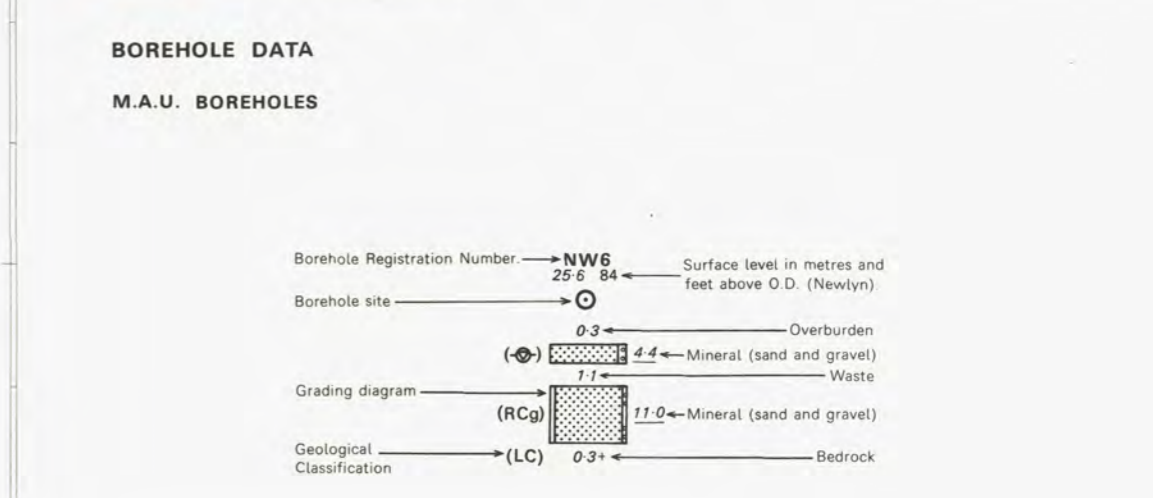 BOREHOLE DATA
M.A.U. BOREHOLES
Borehole Registration Number.
NW6
25·6 84
Surface level in metres and
feet above O.D. (Newlyn)
Borehole site
0·3
Overburden
4·4
Mineral (sand and gravel)
1·1
Waste
Grading diagram
(RCg)
11·0
Mineral (sand and gravel)
Geological
Classification
(LC)
0·3+
Bedrock